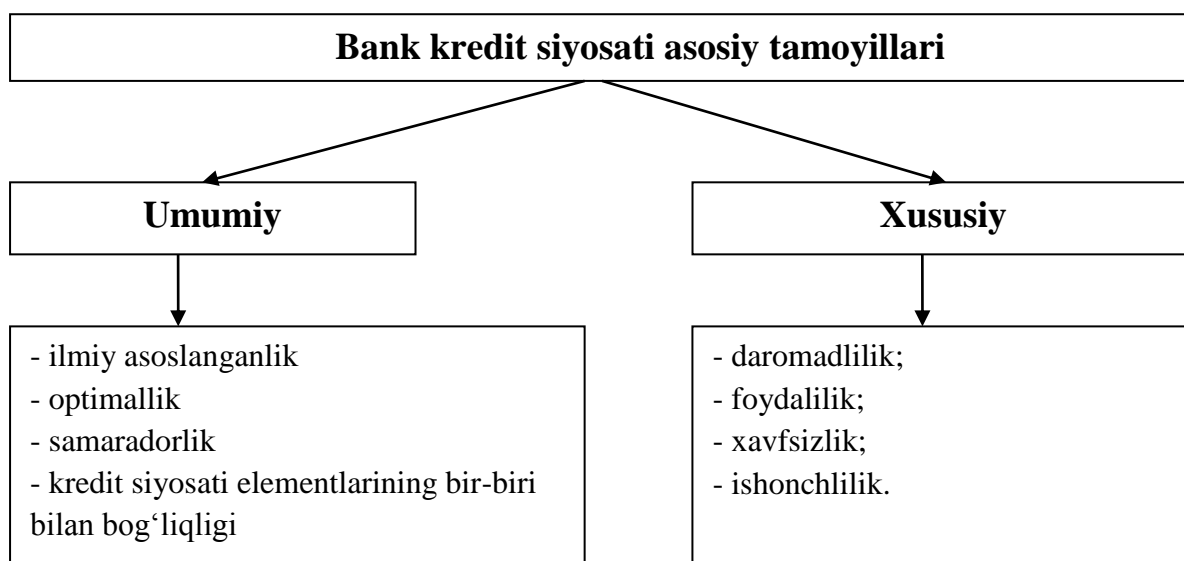 Bank kredit siyosati asosiy tamoyillari
Umumiy
Xususiy
- ilmiy asoslanganlik
- optimallik
- samaradorlik
- kredit siyosati elementlarining bir-biri
bilan bog‘liqligi
- daromadlilik;
- foydalilik;
- xavfsizlik;
- ishonchlilik.